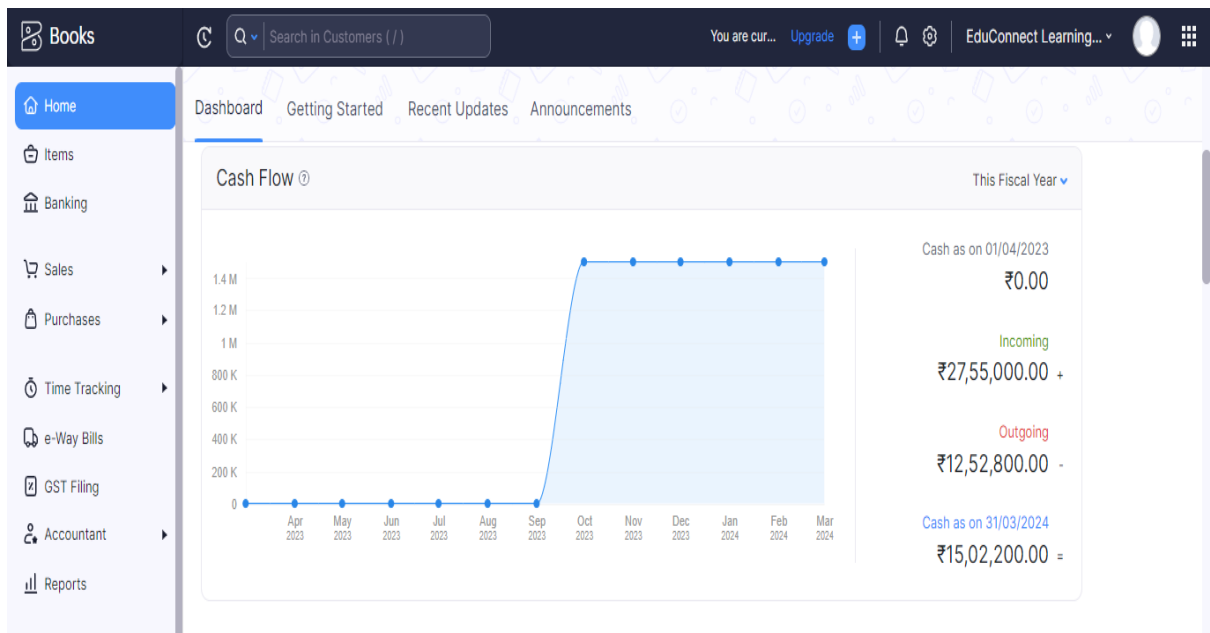 Books
Search in Customers ( / )
You are cur... Upgrade
EduConnect Learning...
Home
Items
Banking
Sales
Purchases
Time Tracking
e-Way Bills
GST Filing
Accountant
Reports
Dashboard Getting Started Recent Updates Announcements
Cash Flow
This Fiscal Year
1.4 M
1.2 M
1 M
800 K
600 K
400 K
200 K
0
Apr May Jun Jul Aug Sep Oct Nov Dec Jan Feb Mar
2023 2023 2023 2023 2023 2023 2023 2023 2023 2024 2024 2024
Cash as on 01/04/2023
₹0.00
Incoming
₹27,55,000.00 +
Outgoing
₹12,52,800.00 -
Cash as on 31/03/2024
₹15,02,200.00 =